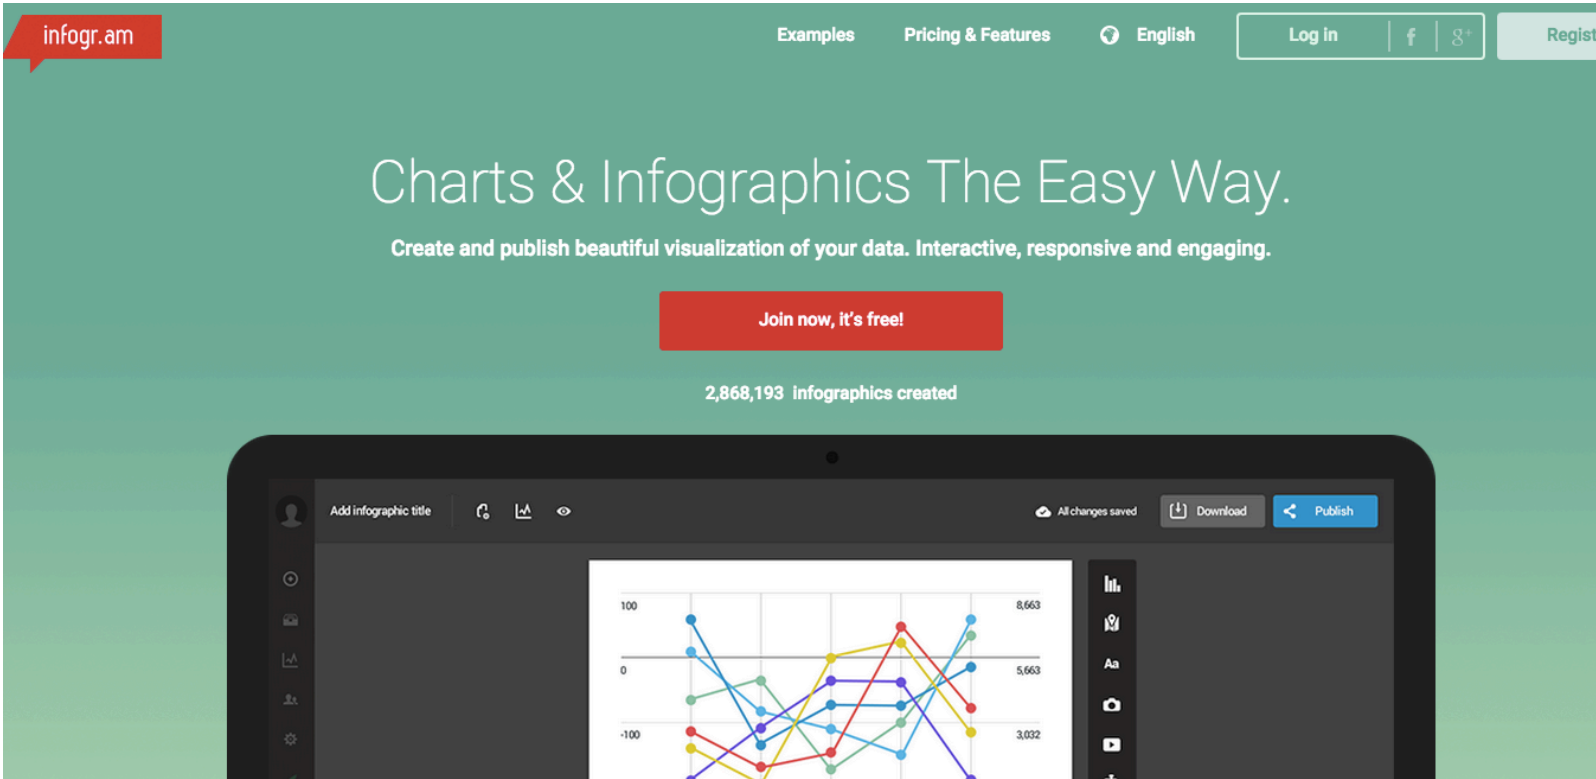 infogr.am
Examples
Pricing & Features
English
Log in
f
8+
Regist
Charts & Infographics The Easy Way.
Create and publish beautiful visualization of your data. Interactive, responsive and engaging.
Join now, it's free!
2,868,193 infographics created
Add infographic title
All changes saved
Download
Publish
100
8,663
0
5,663
Aa
-100
3,032